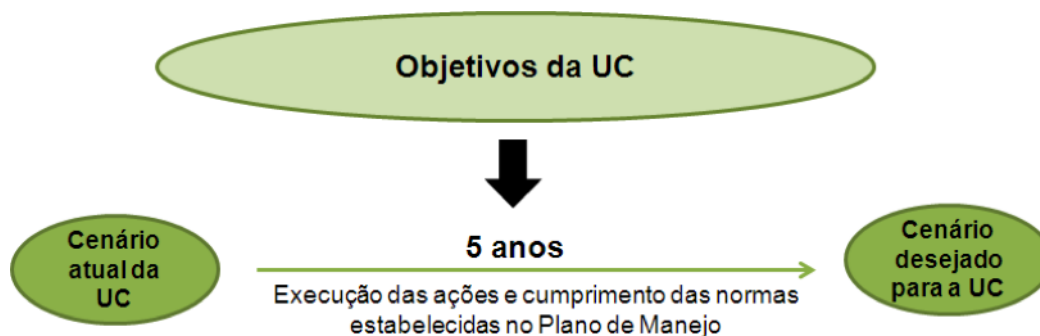 Objetivos da UC
5 anos
Cenário
atual da
UC
Execução das ações e cumprimento das normas
estabelecidas no Plano de Manejo
Cenário
desejado
para a UC